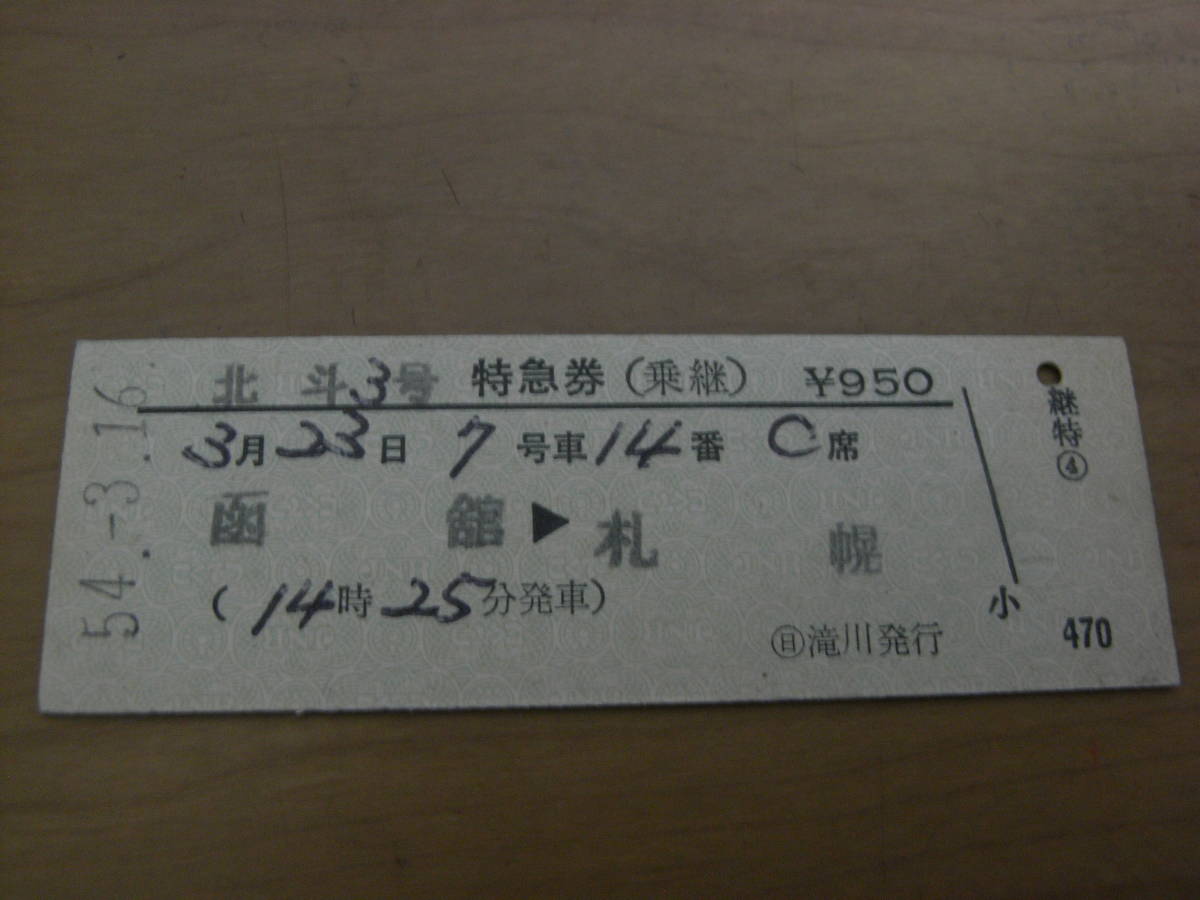 54.-3.16
北斗3号 特急券(乗継) ¥950
3月23日 7号車14番 C席
函館▶札幌
(14時25分発車)
㊐滝川発行
継特④
小
470